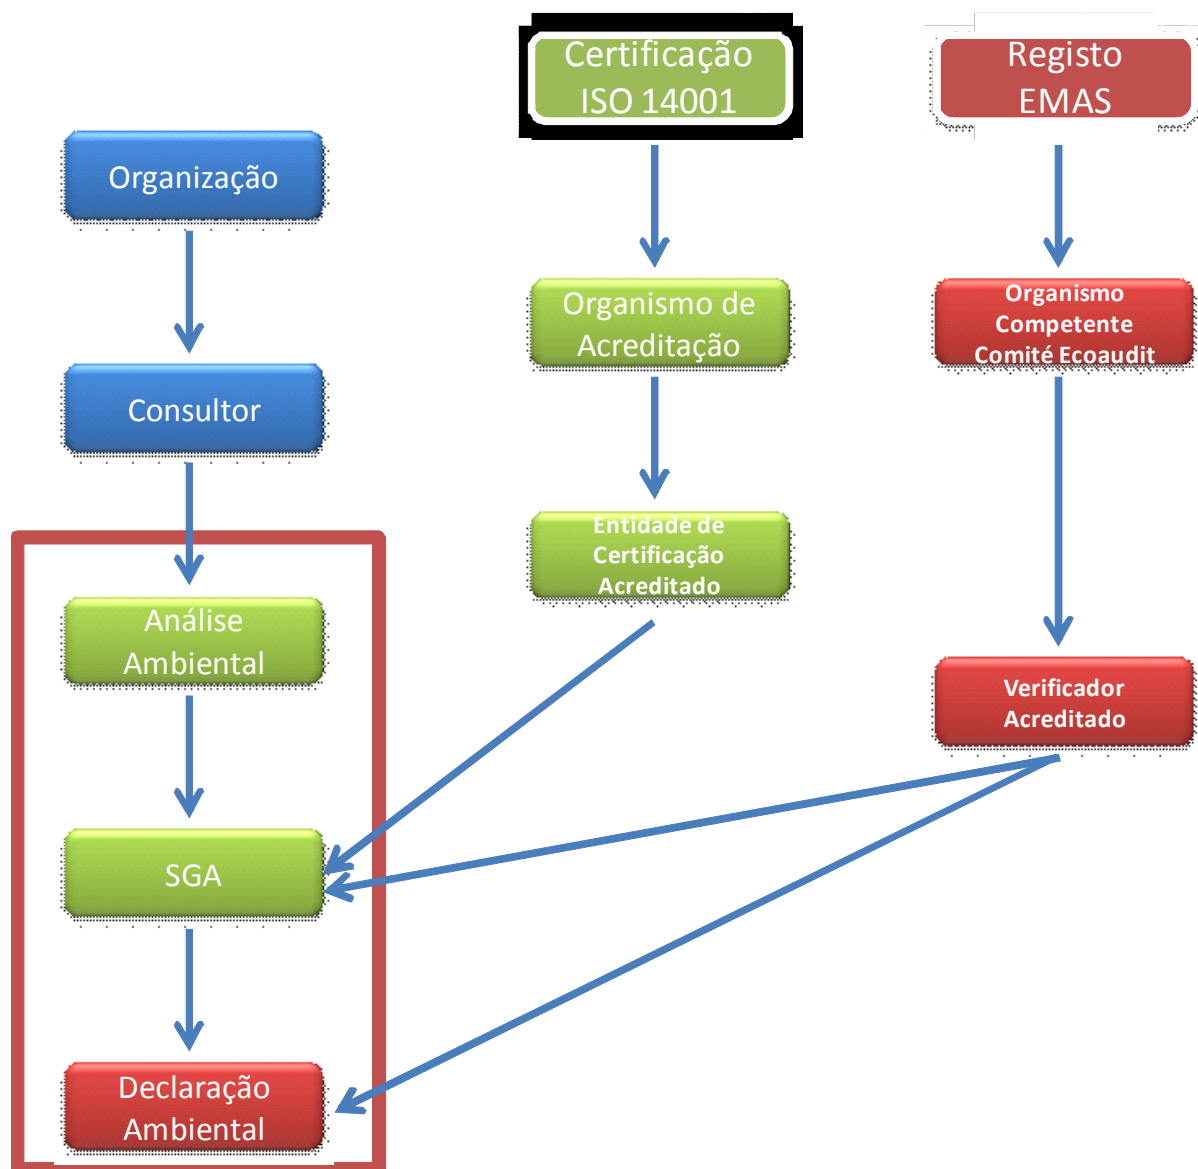 Certificação
ISO 14001
Registo
EMAS
Organização
Organismo de
Acreditação
Organismo
Competente
Comité Ecoaudit
Consultor
Entidade de
Certificação
Acreditado
Análise
Ambiental
Verificador
Acreditado
SGA
Declaração
Ambiental